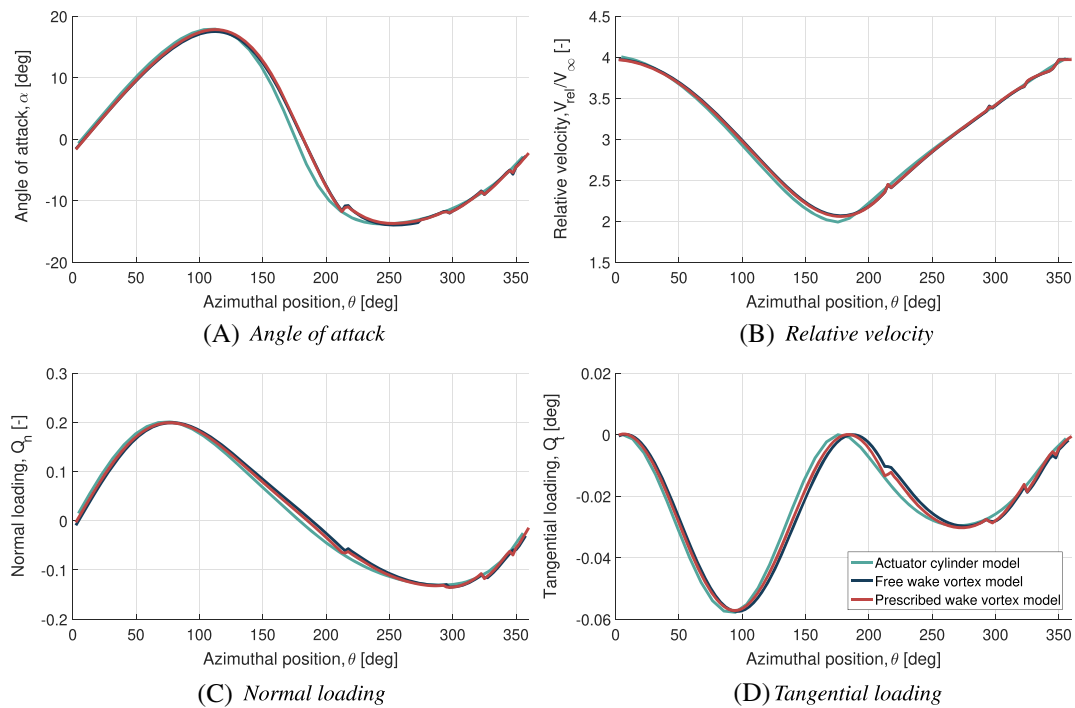 20
10
0
-10
-20
Angle of attack, α [deg]
0 50 100 150 200 250 300 350
Azimuthal position, θ [deg]
(A) Angle of attack
4.5
4
3.5
3
2.5
2
1.5
Relative velocity, V_rel/V_∞ [-]
0 50 100 150 200 250 300 350
Azimuthal position, θ [deg]
(B) Relative velocity
0.3
0.2
0.1
0
-0.1
-0.2
Normal loading, Q_n [-]
0 50 100 150 200 250 300 350
Azimuthal position, θ [deg]
(C) Normal loading
0.02
0
-0.02
-0.04
-0.06
Tangential loading, Q_t [deg]
Actuator cylinder model
Free wake vortex model
Prescribed wake vortex model
0 50 100 150 200 250 300 350
Azimuthal position, θ [deg]
(D) Tangential loading